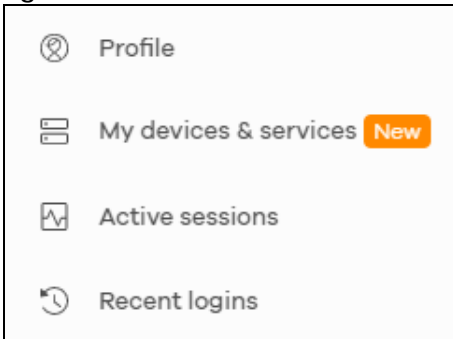 Profile
My devices & services New
Active sessions
Recent logins